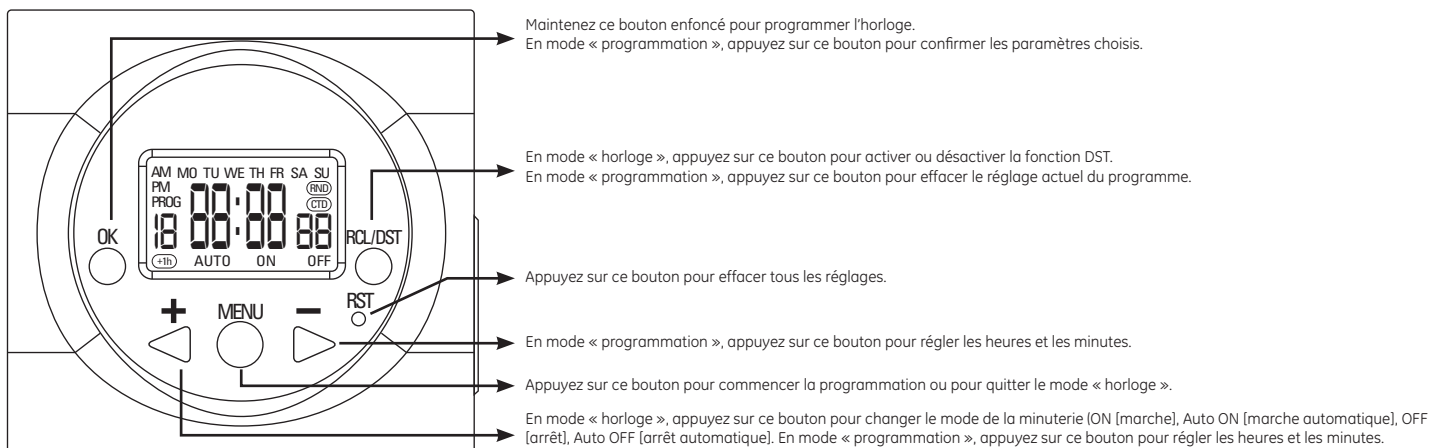 Maintenez ce bouton enfoncé pour programmer l'horloge.
En mode « programmation », appuyez sur ce bouton pour confirmer les paramètres choisis.
AM MO TU WE TH FR SA SU
PM
RND
PROG
CTD
18 88:88 88
+1h AUTO ON OFF
OK
RCL/DST
En mode « horloge », appuyez sur ce bouton pour activer ou désactiver la fonction DST.
En mode « programmation », appuyez sur ce bouton pour effacer le réglage actuel du programme.
RST
Appuyez sur ce bouton pour effacer tous les réglages.
+ MENU −
En mode « programmation », appuyez sur ce bouton pour régler les heures et les minutes.
Appuyez sur ce bouton pour commencer la programmation ou pour quitter le mode « horloge ».
En mode « horloge », appuyez sur ce bouton pour changer le mode de la minuterie (ON [marche], Auto ON [marche automatique], OFF
[arrêt], Auto OFF [arrêt automatique]. En mode « programmation », appuyez sur ce bouton pour régler les heures et les minutes.